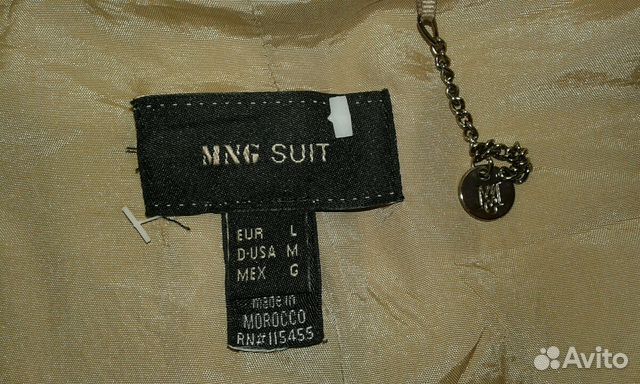 MNG SUIT
EUR L
D-USA M
MEX G
made in
MOROCCO
RN#115455
Avito